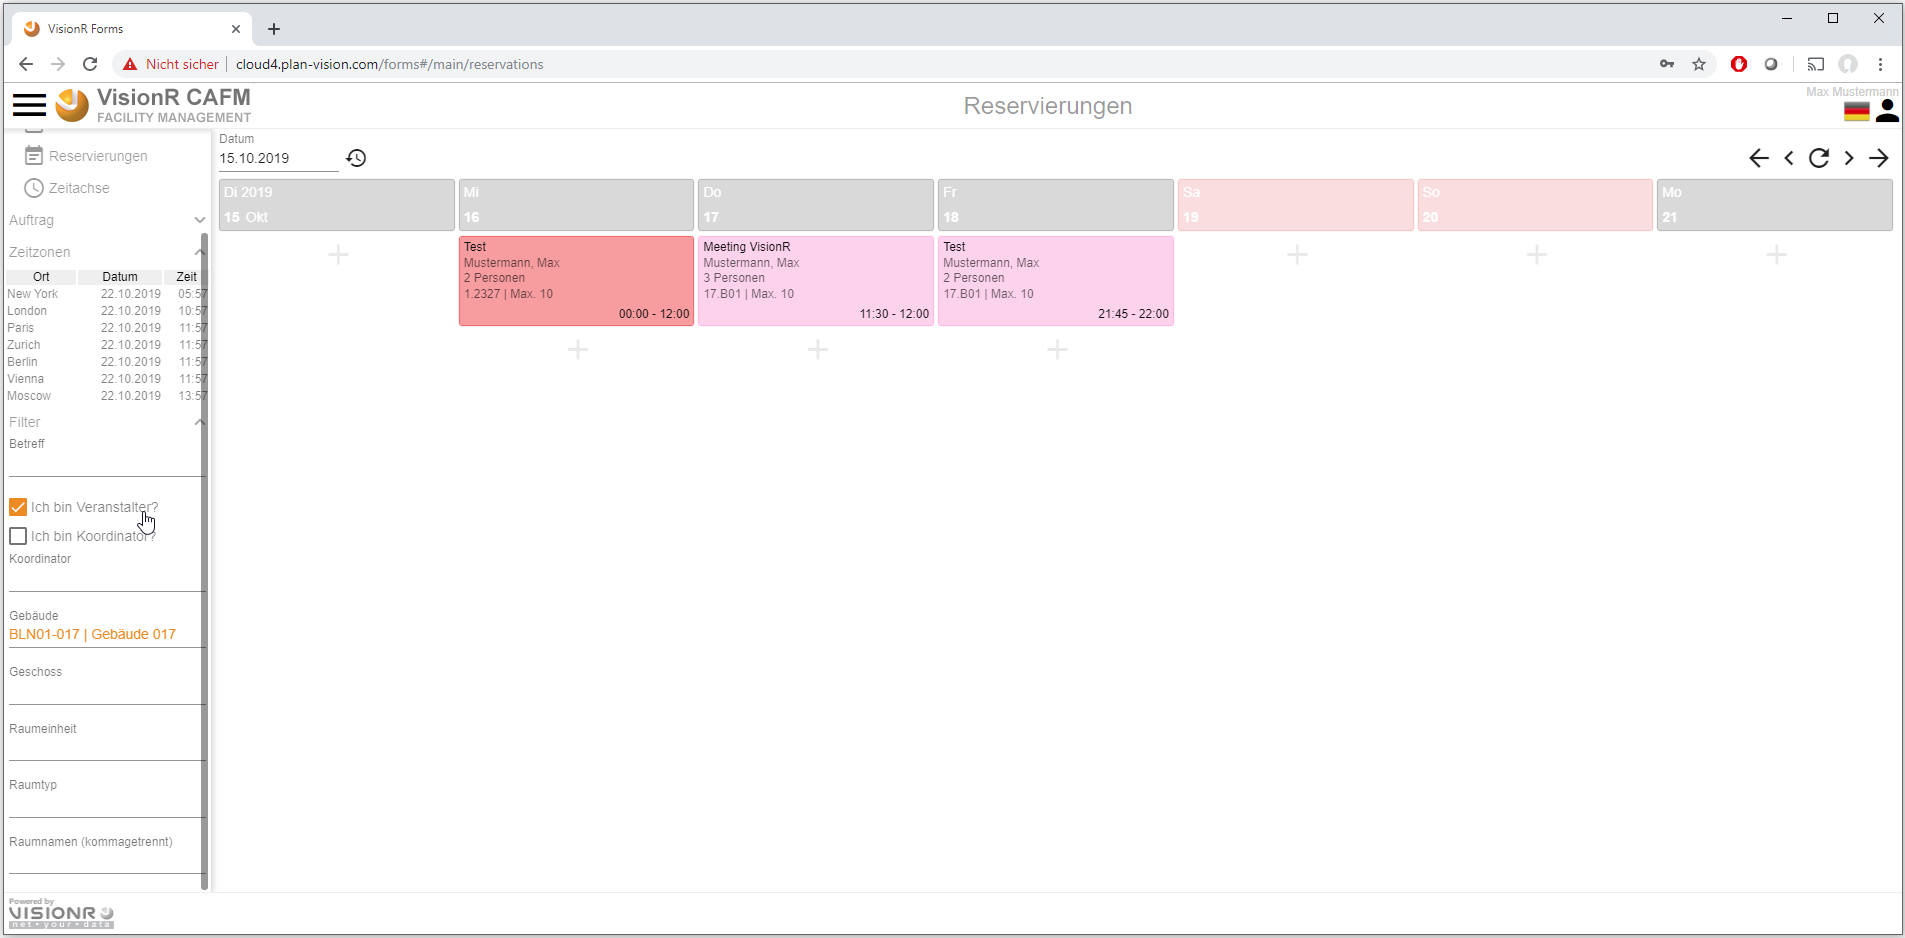 VisionR Forms
Nicht sicher | cloud4.plan-vision.com/forms#/main/reservations
VisionR CAFM
FACILITY MANAGEMENT
Reservierungen
Max Mustermann
Reservierungen
Zeitachse
Auftrag
Zeitzonen
Ort Datum Zeit
New York 22.10.2019 05:57
London 22.10.2019 10:57
Paris 22.10.2019 11:57
Zurich 22.10.2019 11:57
Berlin 22.10.2019 11:57
Vienna 22.10.2019 11:57
Moscow 22.10.2019 13:57
Filter
Betreff
Ich bin Veranstalter?
Ich bin Koordinator?
Koordinator
Gebäude
BLN01-017 | Gebäude 017
Geschoss
Raumeinheit
Raumtyp
Raumnamen (kommagetrennt)
Powered by
VISIONR
net • your • data
Datum
15.10.2019
Di 2019
15 Okt
Mi
16
Do
17
Fr
18
Sa
19
So
20
Mo
21
Test
Mustermann, Max
2 Personen
1.2327 | Max. 10
00:00 - 12:00
Meeting VisionR
Mustermann, Max
3 Personen
17.B01 | Max. 10
11:30 - 12:00
Test
Mustermann, Max
2 Personen
17.B01 | Max. 10
21:45 - 22:00